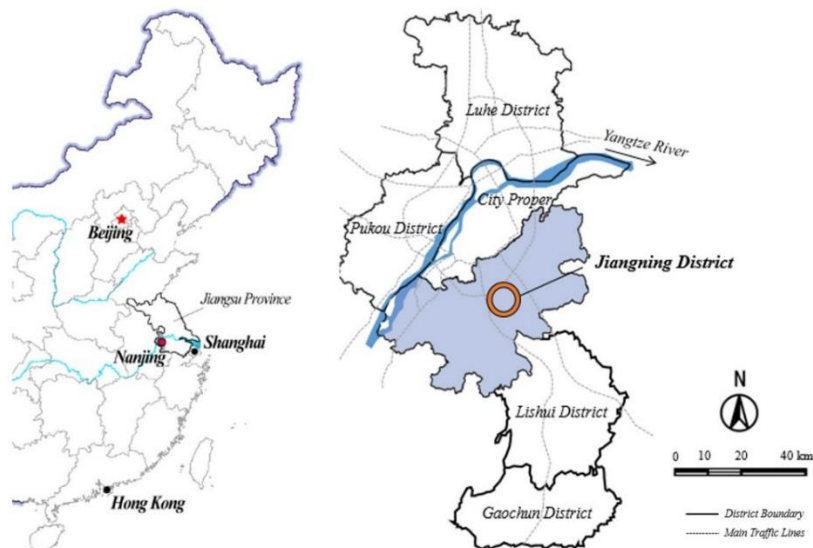 Beijing
Jiangsu Province
Shanghai
Nanjing
Hong Kong
Luhe District
Yangtze River
City Proper
Pukou District
Jiangning District
Lishui District
Gaochun District
N
0 10 20 40 km
District Boundary
Main Traffic Lines